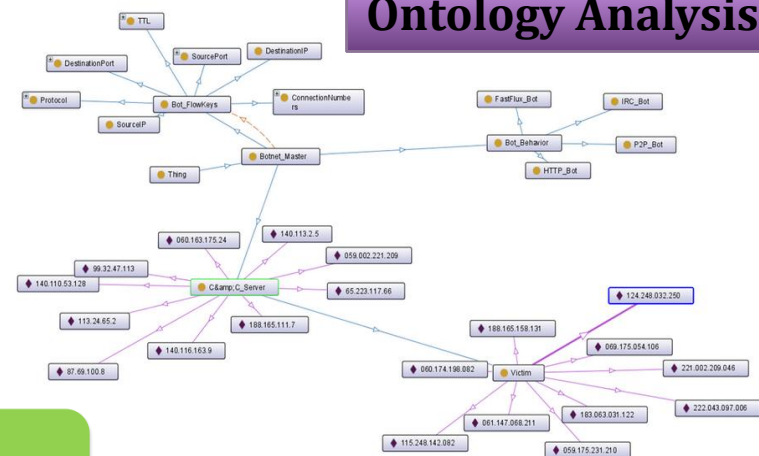 Ontology Analysis
TTL
SourcePort
DestinationIP
DestinationPort
Protocol
Bot_FlowKeys
ConnectionNumbe
rs
SourceIP
Botnet_Master
Thing
FastFlux_Bot
IRC_Bot
Bot_Behavior
P2P_Bot
HTTP_Bot
060.163.175.24
140.113.2.5
059.002.221.209
99.32.47.113
140.110.53.128
C&amp;C_Server
65.223.117.66
113.24.65.2
188.165.111.7
140.116.163.9
87.69.100.8
124.248.032.250
188.165.158.131
069.175.054.106
060.174.198.082
Victim
221.002.209.046
222.043.097.006
183.063.031.122
061.147.068.211
115.248.142.082
059.175.231.210